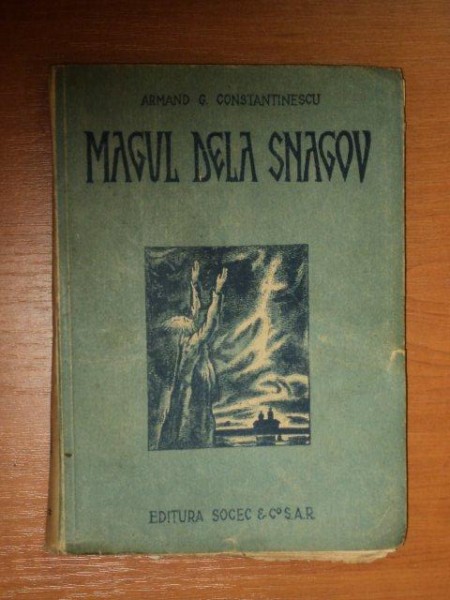 ARMAND G. CONSTANTINESCU
MAGUL DELA SNAGOV
EDITURA SOCEC & Cº S.A.R.